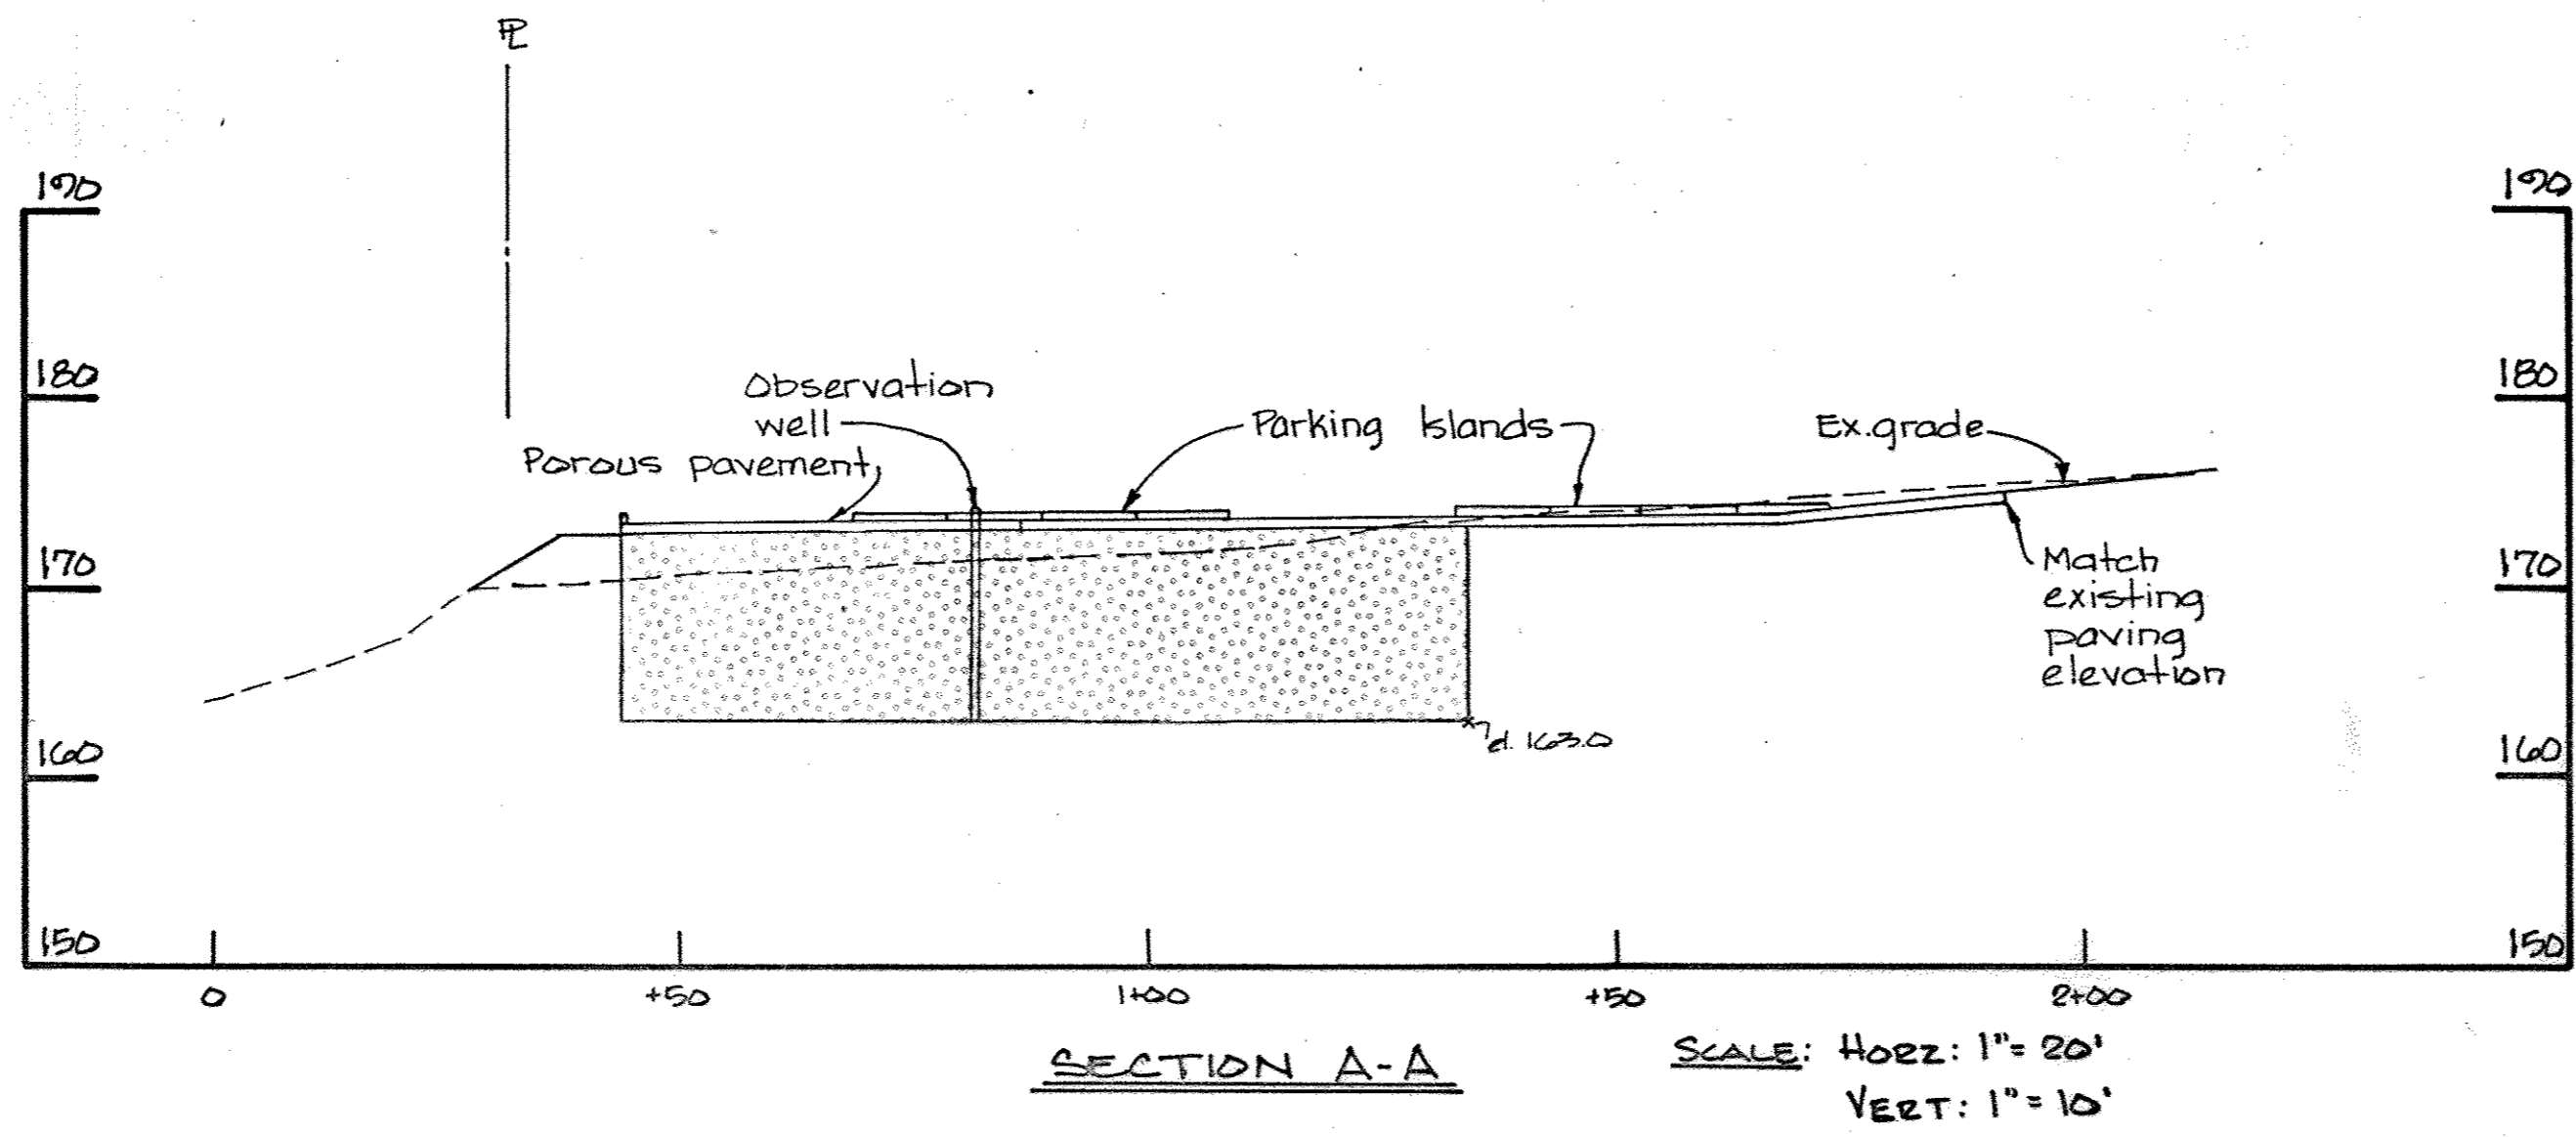 PL
190
190
180
180
Observation
well
Parking Islands
Ex.grade
Porous pavement
170
170
Match
existing
paving
elevation
el. 163.0
160
160
150
150
0
+50
1+00
+50
2+00
SECTION A-A
SCALE: HORZ: 1"= 20'
VERT: 1"= 10'